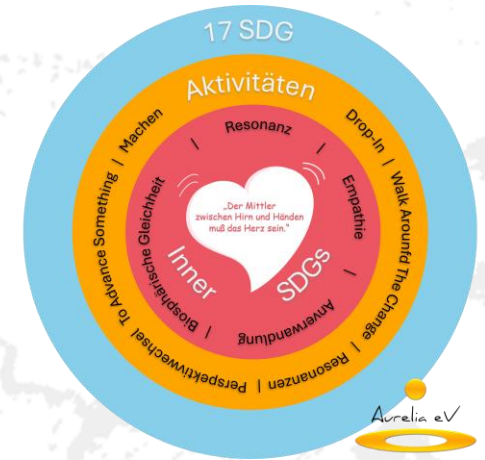 17 SDG
Aktivitäten
Machen | To Advance Something
Drop-In | Walk Arounfd The Change | Resonanzen | Perspektivwechsel
Resonanz | Empathie | Anverwandlung | Biosphärische Gleichheit |
„Der Mittler
zwischen Hirn und Händen
muß das Herz sein.“
Inner SDGs
Aurelia eV